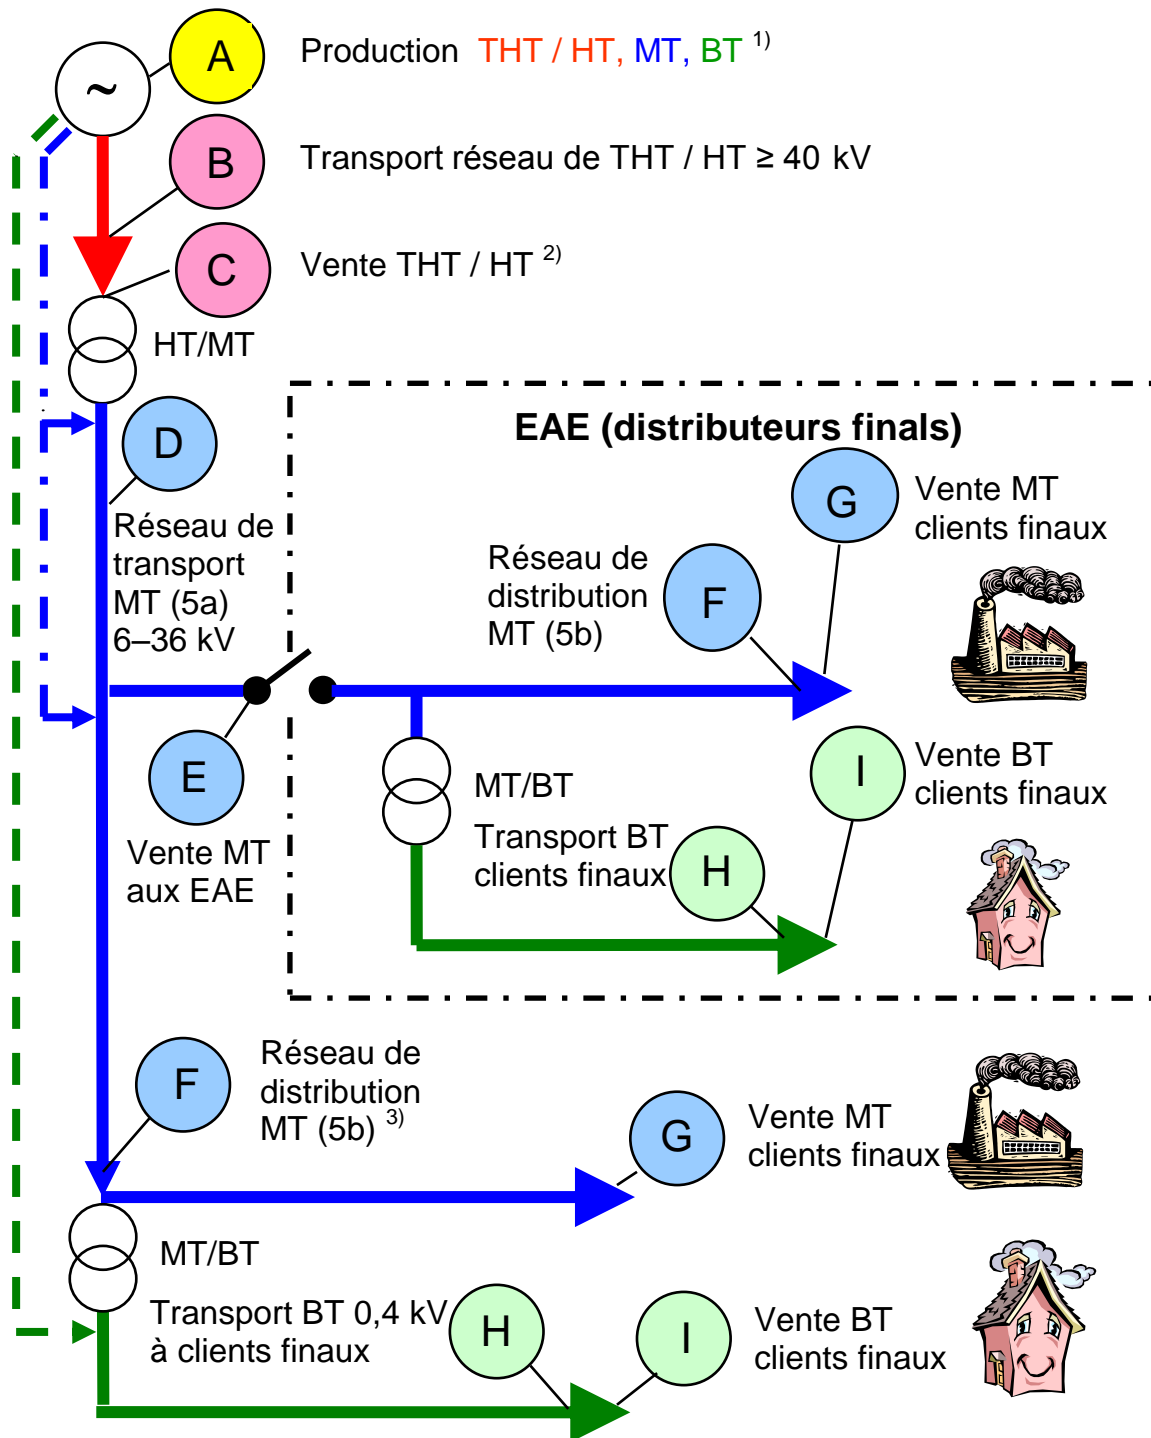 ~
A
Production THT / HT, MT, BT 1)
B
Transport réseau de THT / HT ≥ 40 kV
C
Vente THT / HT 2)
HT/MT
D
Réseau de
transport
MT (5a)
6–36 kV
E
Vente MT
aux EAE
EAE (distributeurs finals)
G
Vente MT
clients finaux
Réseau de
distribution
MT (5b)
F
I
Vente BT
clients finaux
MT/BT
Transport BT
clients finaux
H
F
Réseau de
distribution
MT (5b) 3)
G
Vente MT
clients finaux
MT/BT
Transport BT 0,4 kV
à clients finaux
H
I
Vente BT
clients finaux